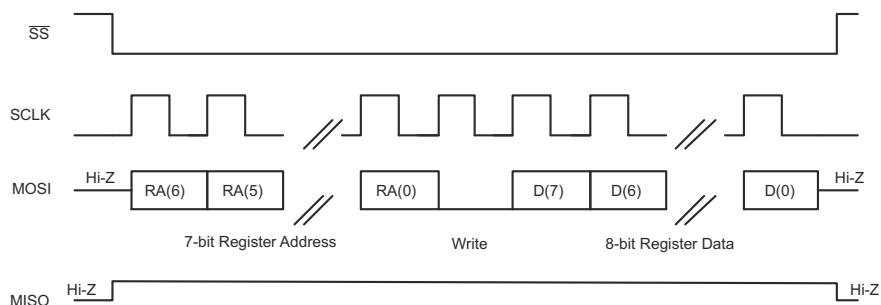 SS
SCLK
Hi-Z
MOSI
RA(6) RA(5) RA(0) D(7) D(6) D(0)
Hi-Z
7-bit Register Address Write 8-bit Register Data
Hi-Z
MISO
Hi-Z